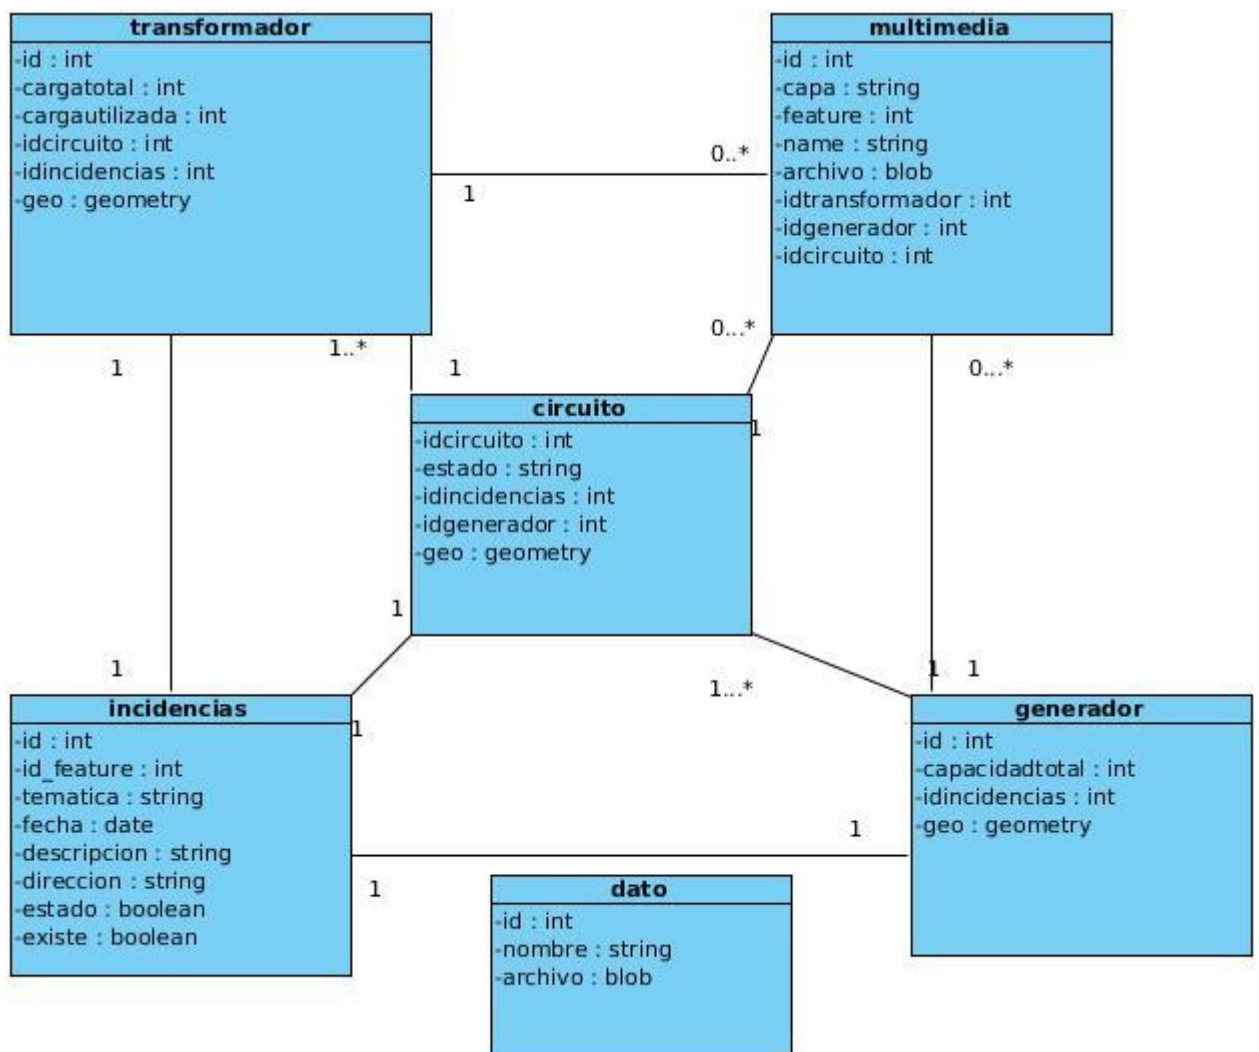 transformador
-id : int
-cargatotal : int
-cargautilizada : int
-idcircuito : int
-idincidencias : int
-geo : geometry
multimedia
-id : int
-capa : string
-feature : int
-name : string
-archivo : blob
-idtransformador : int
-idgenerador : int
-idcircuito : int
0..*
1
0...*
1..*
1
1
0...*
circuito
-idcircuito : int
-estado : string
-idincidencias : int
-idgenerador : int
-geo : geometry
1
1
1
1...*
1
1
incidencias
-id : int
-id_feature : int
-tematica : string
-fecha : date
-descripcion : string
-direccion : string
-estado : boolean
-existe : boolean
1
generador
-id : int
-capacidadtotal : int
-idincidencias : int
-geo : geometry
1
1
dato
-id : int
-nombre : string
-archivo : blob